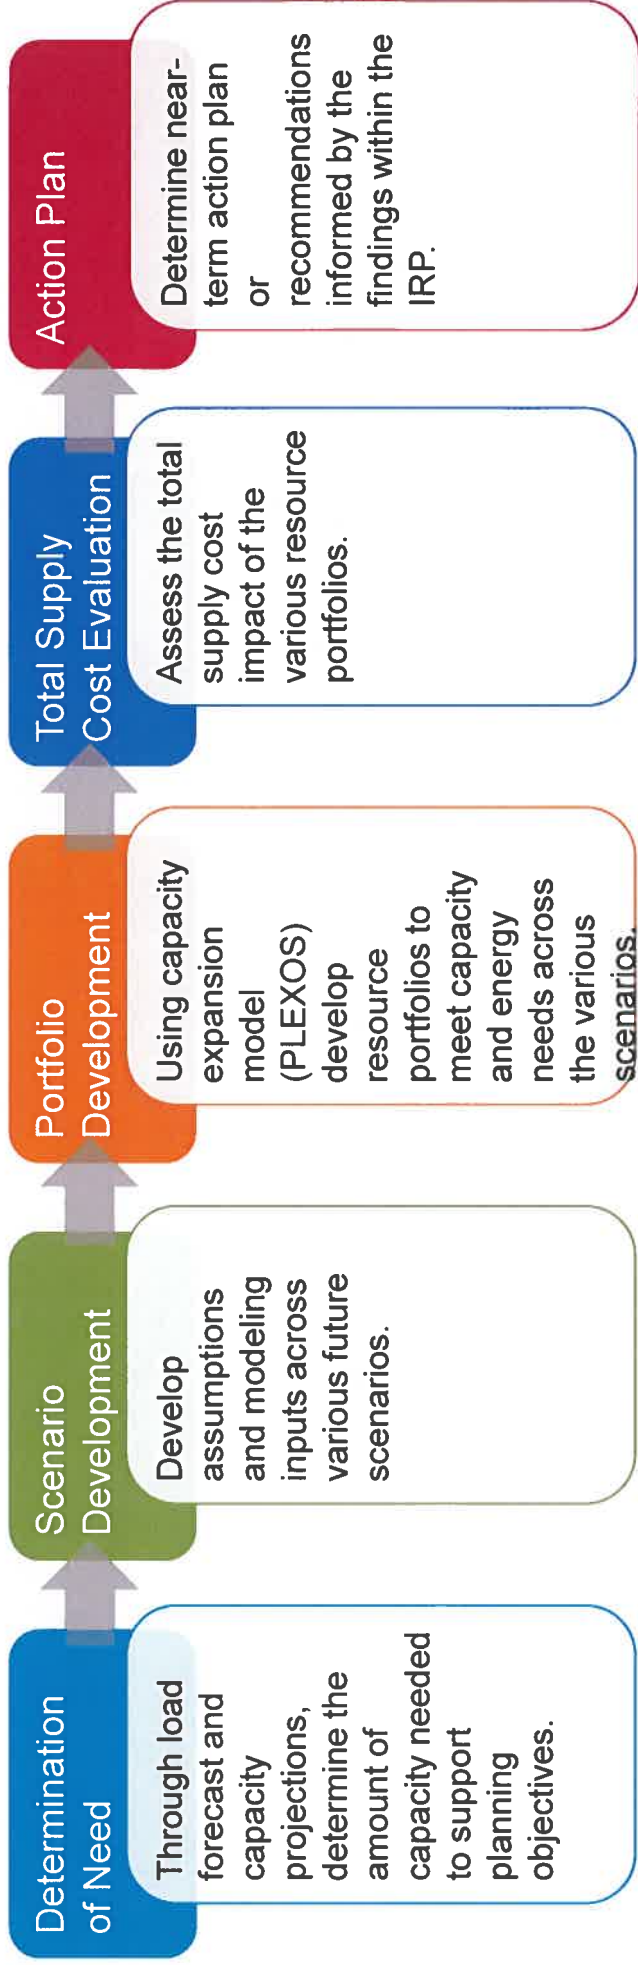 Determination
of Need
Through load
forecast and
capacity
projections,
determine the
amount of
capacity needed
to support
planning
objectives.
Scenario
Development
Develop
assumptions
and modeling
inputs across
various future
scenarios.
Portfolio
Development
Using capacity
expansion
model
(PLEXOS)
develop
resource
portfolios to
meet capacity
and energy
needs across
the various
scenarios.
Total Supply
Cost Evaluation
Assess the total
supply cost
impact of the
various resource
portfolios.
Action Plan
Determine near-
term action plan
or
recommendations
informed by the
findings within the
IRP.